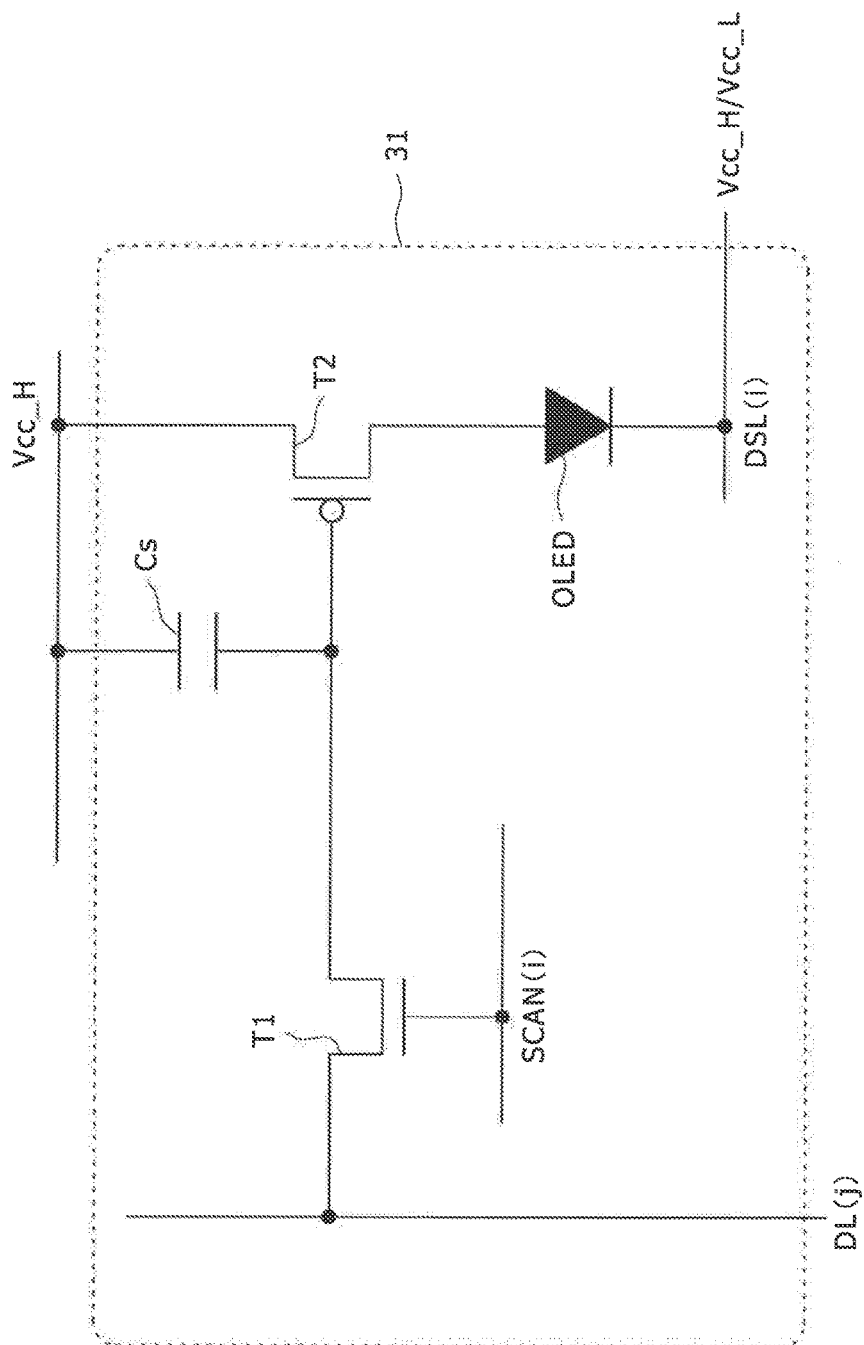 Vcc_H
31
Cs
T2
T1
OLED
Vcc_H/Vcc_L
SCAN(i)
DSL(i)
DL(j)